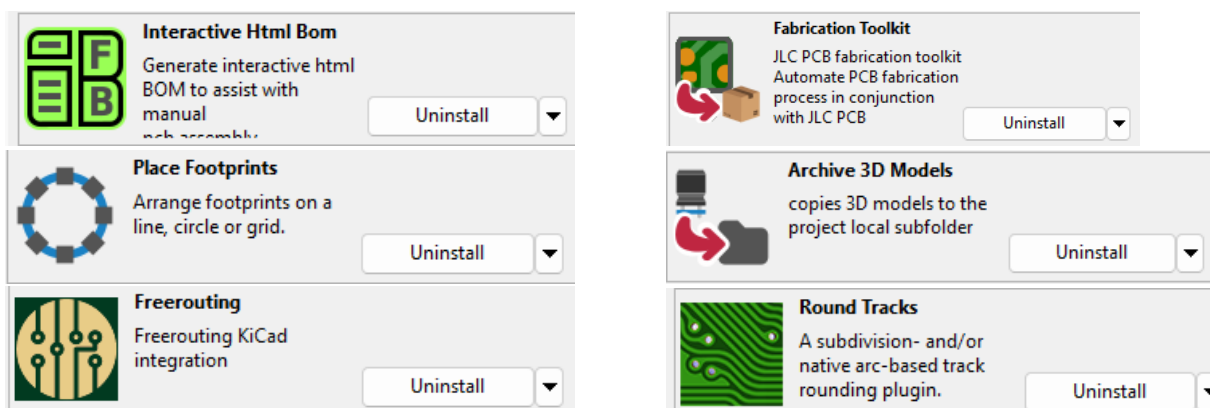 Interactive Html Bom
Generate interactive html
BOM to assist with
manual
pcb assembly
Uninstall
Place Footprints
Arrange footprints on a
line, circle or grid.
Uninstall
Freerouting
Freerouting KiCad
integration
Uninstall
Fabrication Toolkit
JLC PCB fabrication toolkit
Automate PCB fabrication
process in conjunction
with JLC PCB
Uninstall
Archive 3D Models
copies 3D models to the
project local subfolder
Uninstall
Round Tracks
A subdivision- and/or
native arc-based track
rounding plugin.
Uninstall